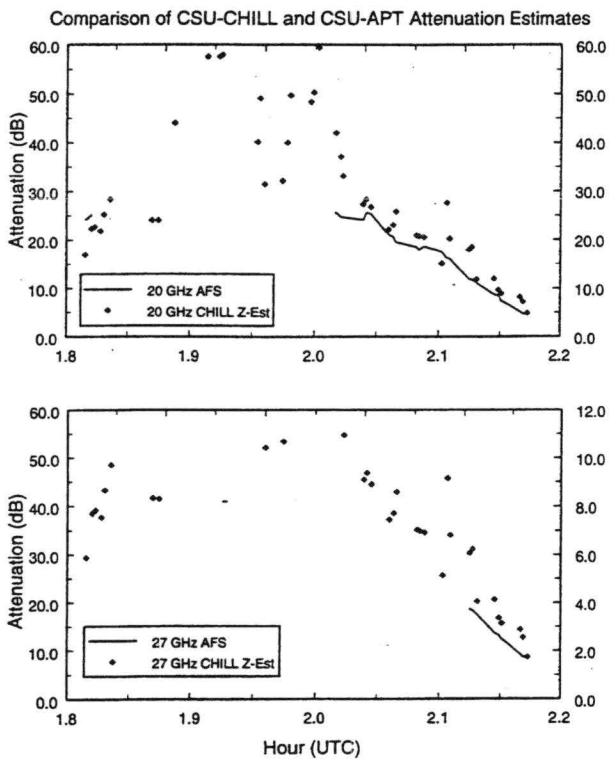 Comparison of CSU-CHILL and CSU-APT Attenuation Estimates
60.0 60.0
50.0 50.0
40.0 40.0
30.0 30.0
20.0 20.0
10.0 10.0
0.0 0.0
Attenuation (dB)
20 GHz AFS
20 GHz CHILL Z-Est
1.8 1.9 2.0 2.1 2.2
60.0 12.0
50.0 10.0
40.0 8.0
30.0 6.0
20.0 4.0
10.0 2.0
0.0 0.0
Attenuation (dB)
27 GHz AFS
27 GHz CHILL Z-Est
1.8 1.9 2.0 2.1 2.2
Hour (UTC)